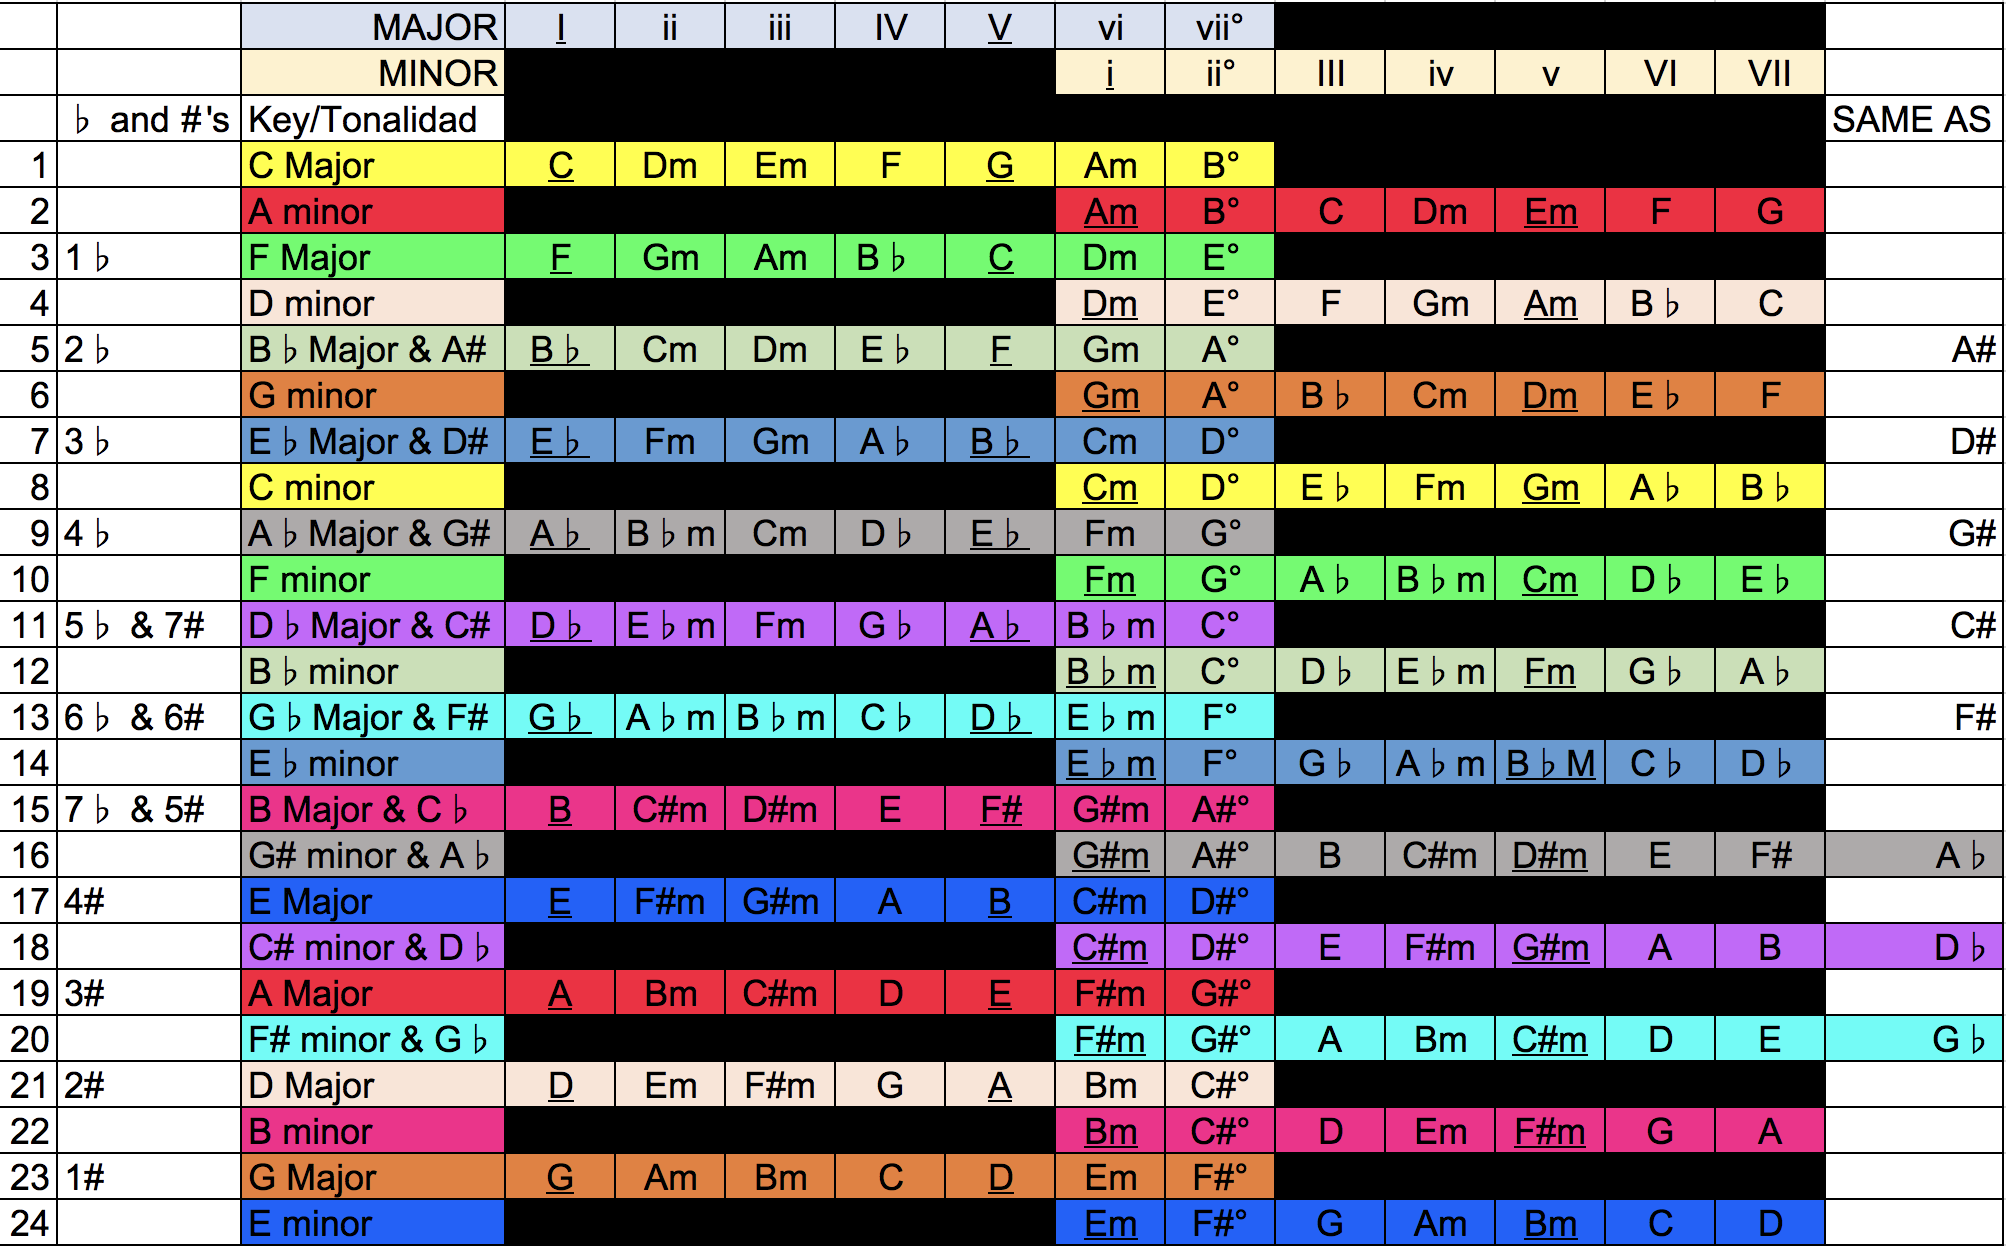 MAJOR I ii iii IV V vi vii°
MINOR i ii° III iv v VI VII
♭ and #'s Key/Tonalidad SAME AS
1 C Major C Dm Em F G Am B°
2 A minor Am B° C Dm Em F G
3 1♭ F Major F Gm Am B♭ C Dm E°
4 D minor Dm E° F Gm Am B♭ C
5 2♭ B♭ Major & A# B♭ Cm Dm E♭ F Gm A° A#
6 G minor Gm A° B♭ Cm Dm E♭ F
7 3♭ E♭ Major & D# E♭ Fm Gm A♭ B♭ Cm D° D#
8 C minor Cm D° E♭ Fm Gm A♭ B♭
9 4♭ A♭ Major & G# A♭ B♭m Cm D♭ E♭ Fm G° G#
10 F minor Fm G° A♭ B♭m Cm D♭ E♭
11 5♭ & 7# D♭ Major & C# D♭ E♭m Fm G♭ A♭ B♭m C° C#
12 B♭ minor B♭m C° D♭ E♭m Fm G♭ A♭
13 6♭ & 6# G♭ Major & F# G♭ A♭m B♭m C♭ D♭ E♭m F° F#
14 E♭ minor E♭m F° G♭ A♭m B♭M C♭ D♭
15 7♭ & 5# B Major & C♭ B C#m D#m E F# G#m A#°
16 G# minor & A♭ G#m A#° B C#m D#m E F# A♭
17 4# E Major E F#m G#m A B C#m D#°
18 C# minor & D♭ C#m D#° E F#m G#m A B D♭
19 3# A Major A Bm C#m D E F#m G#°
20 F# minor & G♭ F#m G#° A Bm C#m D E G♭
21 2# D Major D Em F#m G A Bm C#°
22 B minor Bm C#° D Em F#m G A
23 1# G Major G Am Bm C D Em F#°
24 E minor Em F#° G Am Bm C D